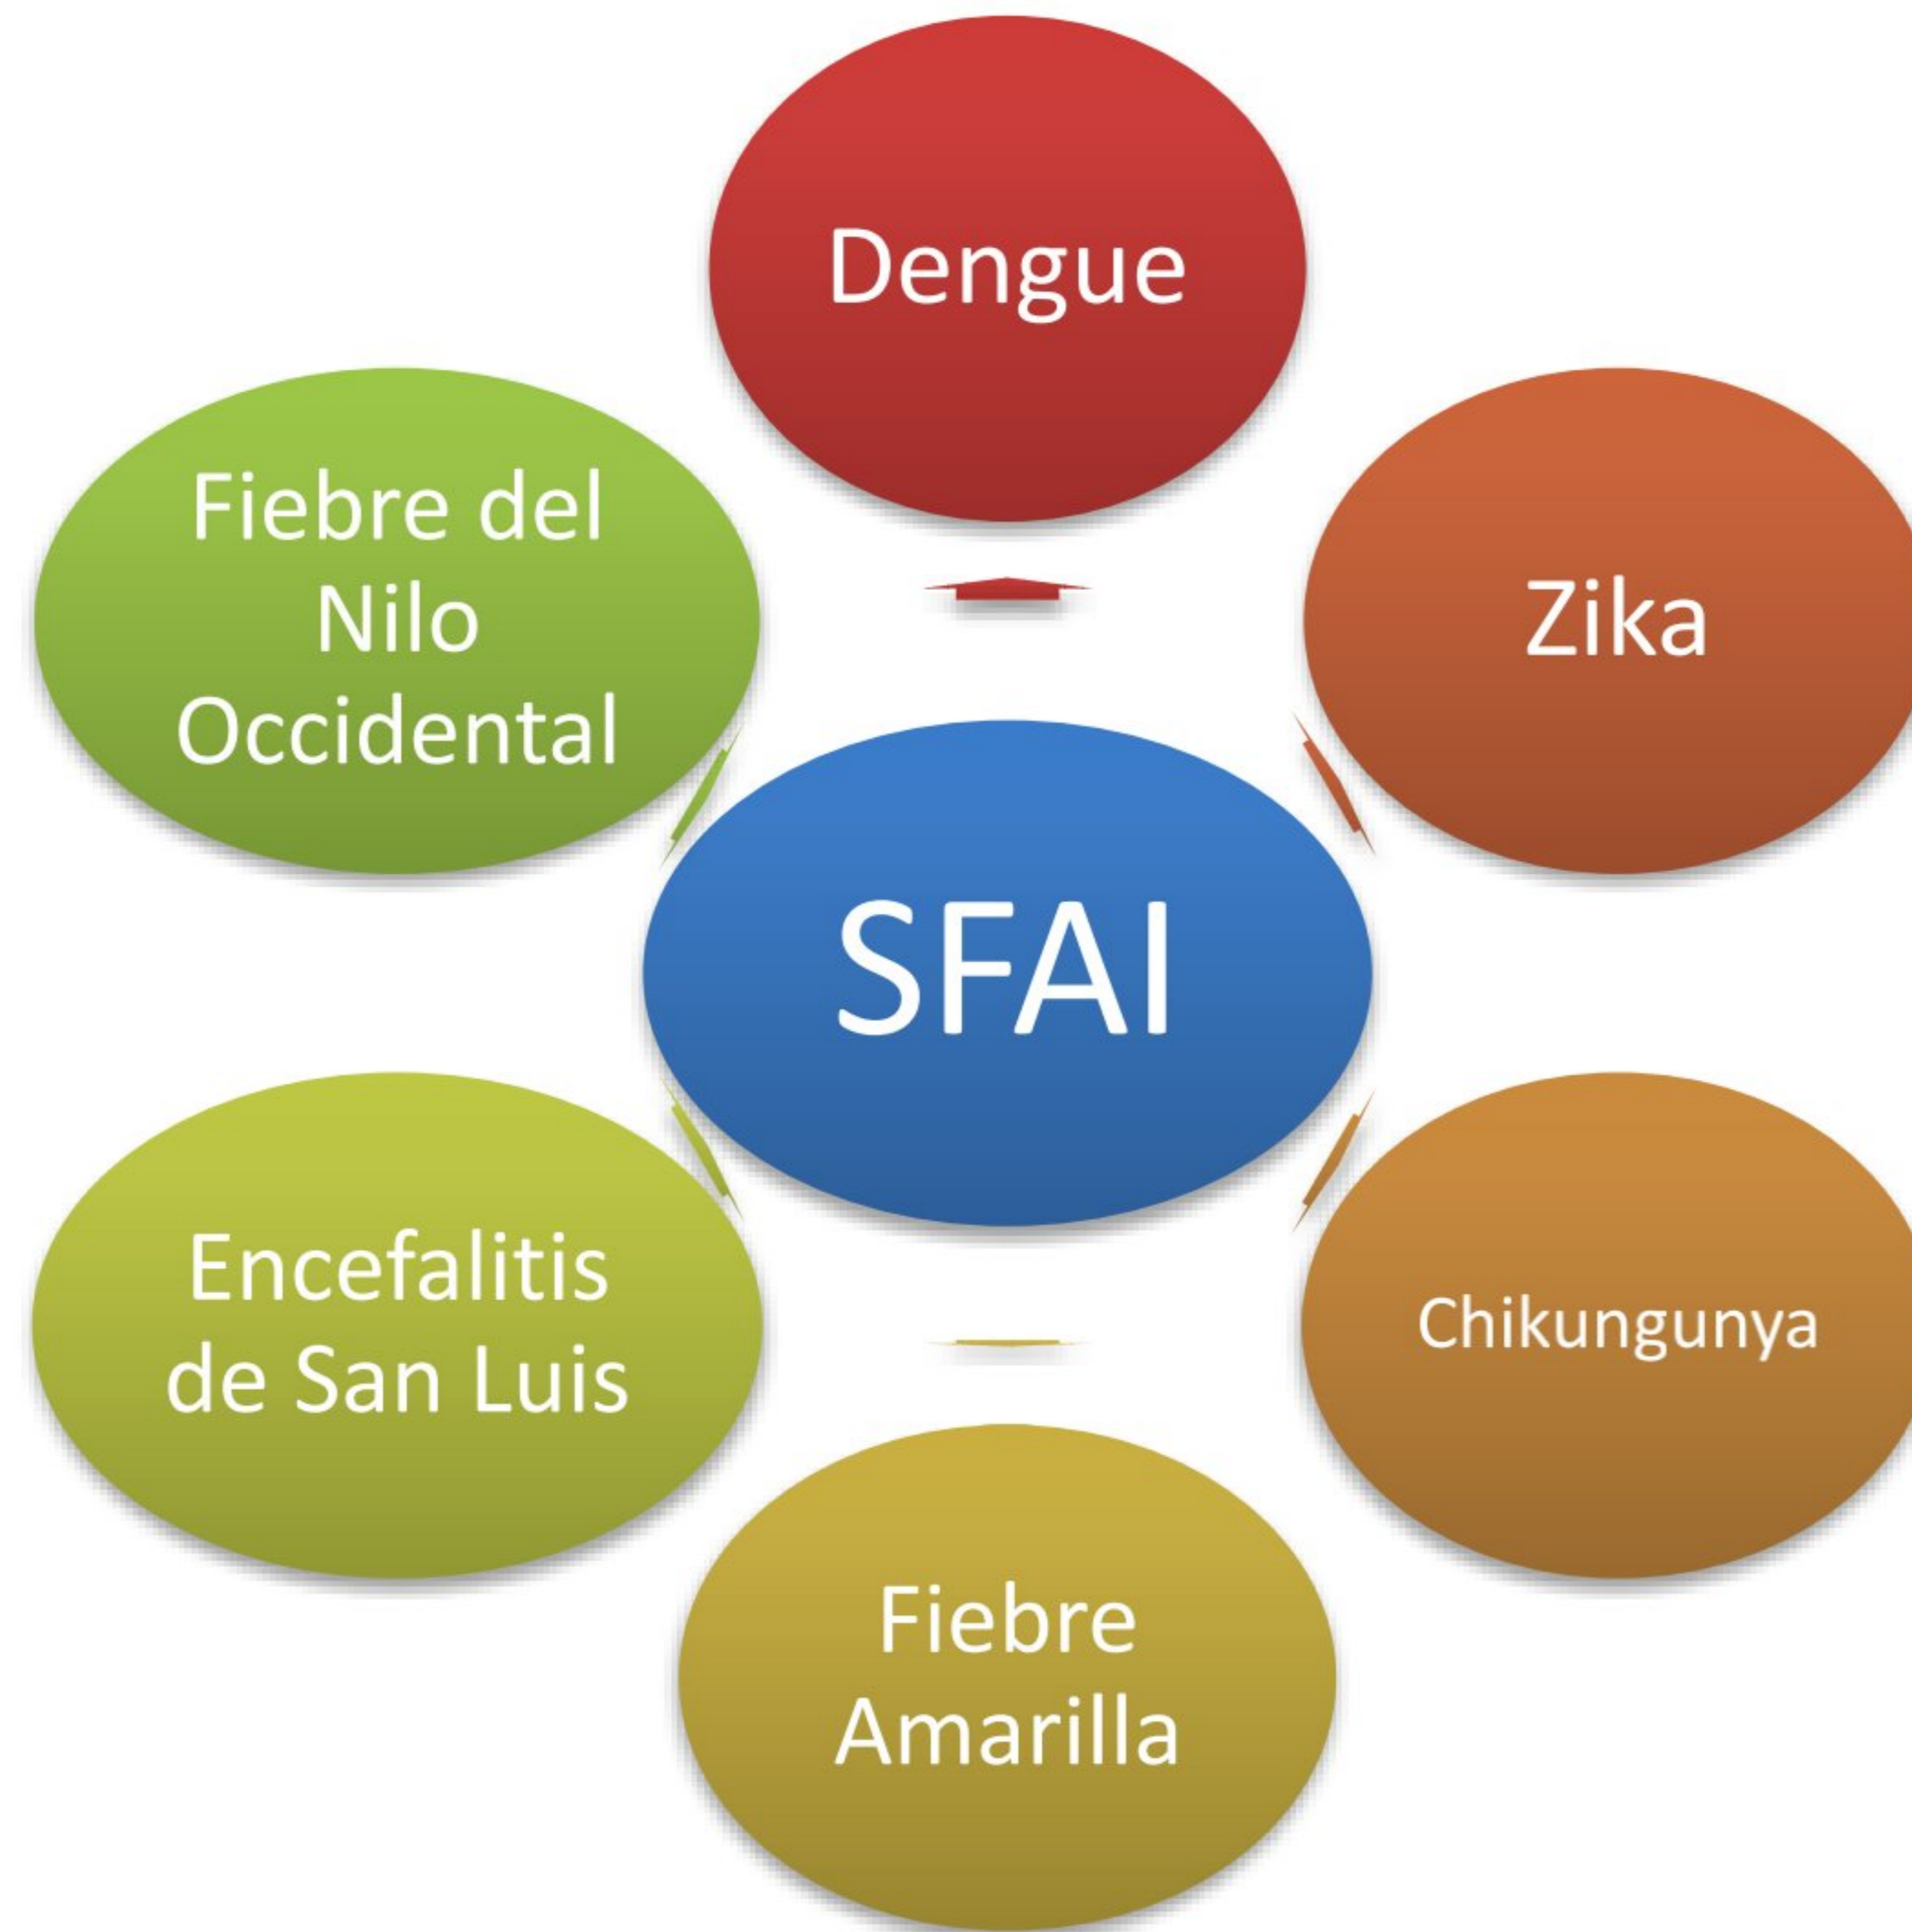 Dengue
Zika
Chikungunya
Fiebre
Amarilla
Encefalitis
de San Luis
Fiebre del
Nilo
Occidental
SFAI